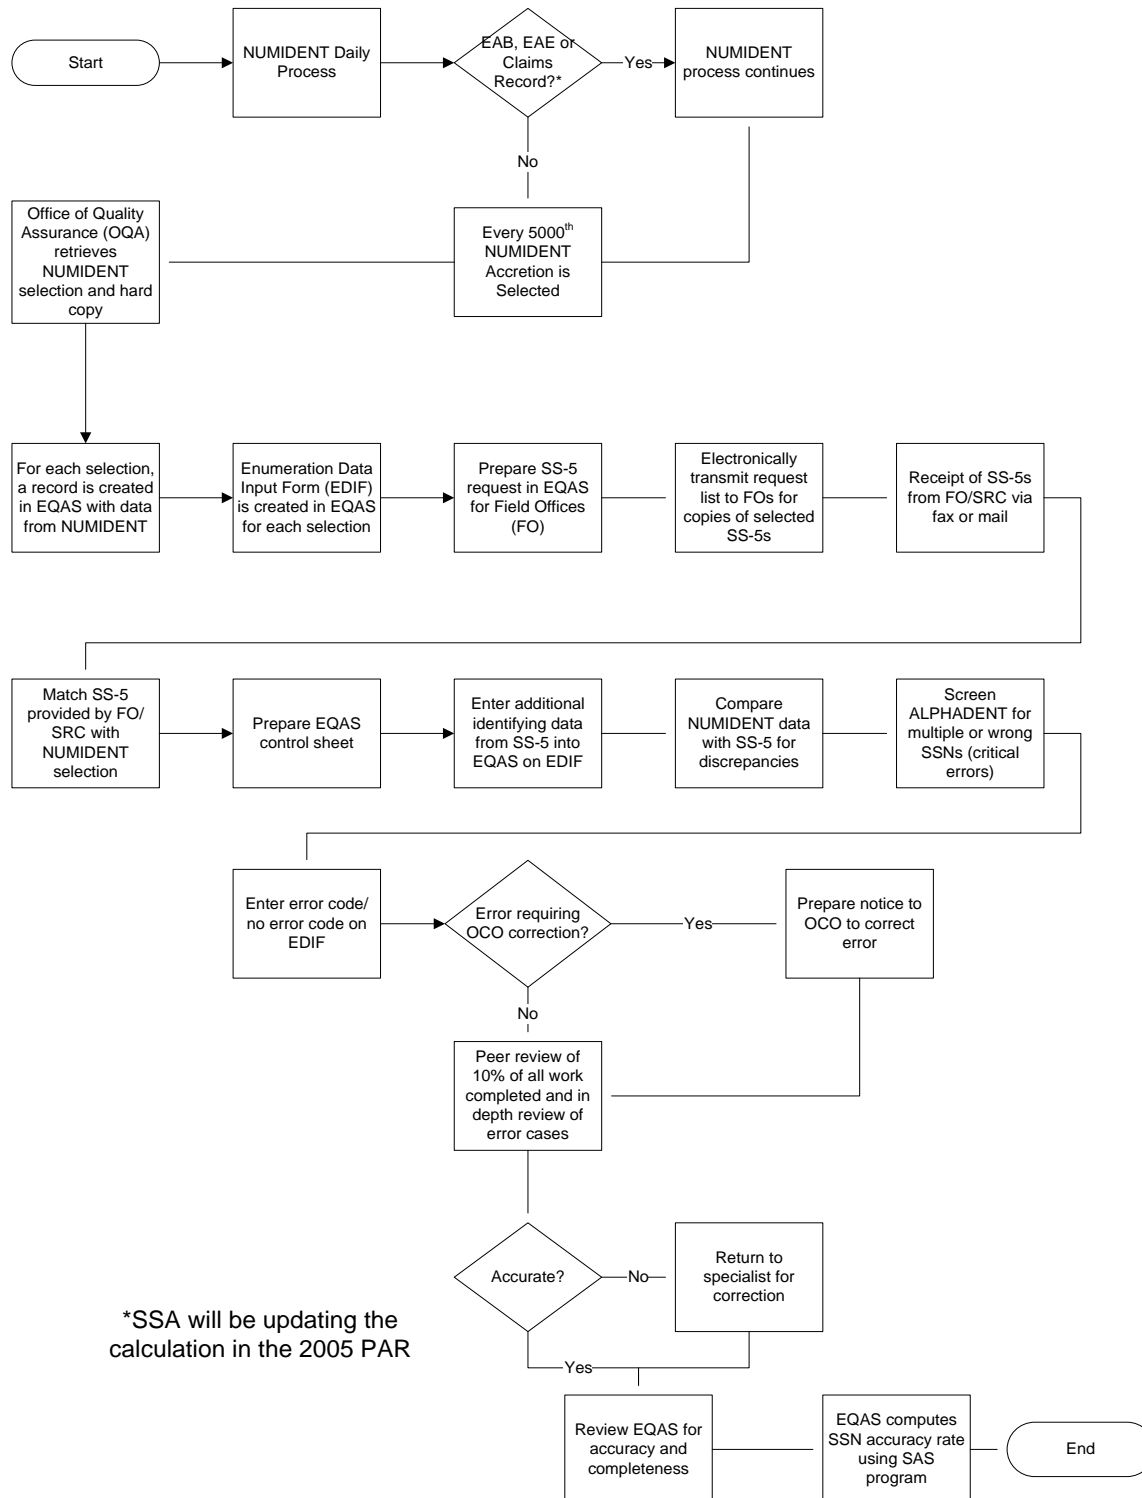 Start
NUMIDENT Daily
Process
EAB, EAE or
Claims
Record?*
Yes
NUMIDENT
process continues
No
Office of Quality
Assurance (OQA)
retrieves
NUMIDENT
selection and hard
copy
Every 5000th
NUMIDENT
Accretion is
Selected
For each selection,
a record is created
in EQAS with data
from NUMIDENT
Enumeration Data
Input Form (EDIF)
is created in EQAS
for each selection
Prepare SS-5
request in EQAS
for Field Offices
(FO)
Electronically
transmit request
list to FOs for
copies of selected
SS-5s
Receipt of SS-5s
from FO/SRC via
fax or mail
Match SS-5
provided by FO/
SRC with
NUMIDENT
selection
Prepare EQAS
control sheet
Enter additional
identifying data
from SS-5 into
EQAS on EDIF
Compare
NUMIDENT data
with SS-5 for
discrepancies
Screen
ALPHADENT for
multiple or wrong
SSNs (critical
errors)
Enter error code/
no error code on
EDIF
Error requiring
OCO correction?
Yes
Prepare notice to
OCO to correct
error
No
Peer review of
10% of all work
completed and in
depth review of
error cases
Accurate?
No
Return to
specialist for
correction
*SSA will be updating the
calculation in the 2005 PAR
Yes
Review EQAS for
accuracy and
completeness
EQAS computes
SSN accuracy rate
using SAS
program
End